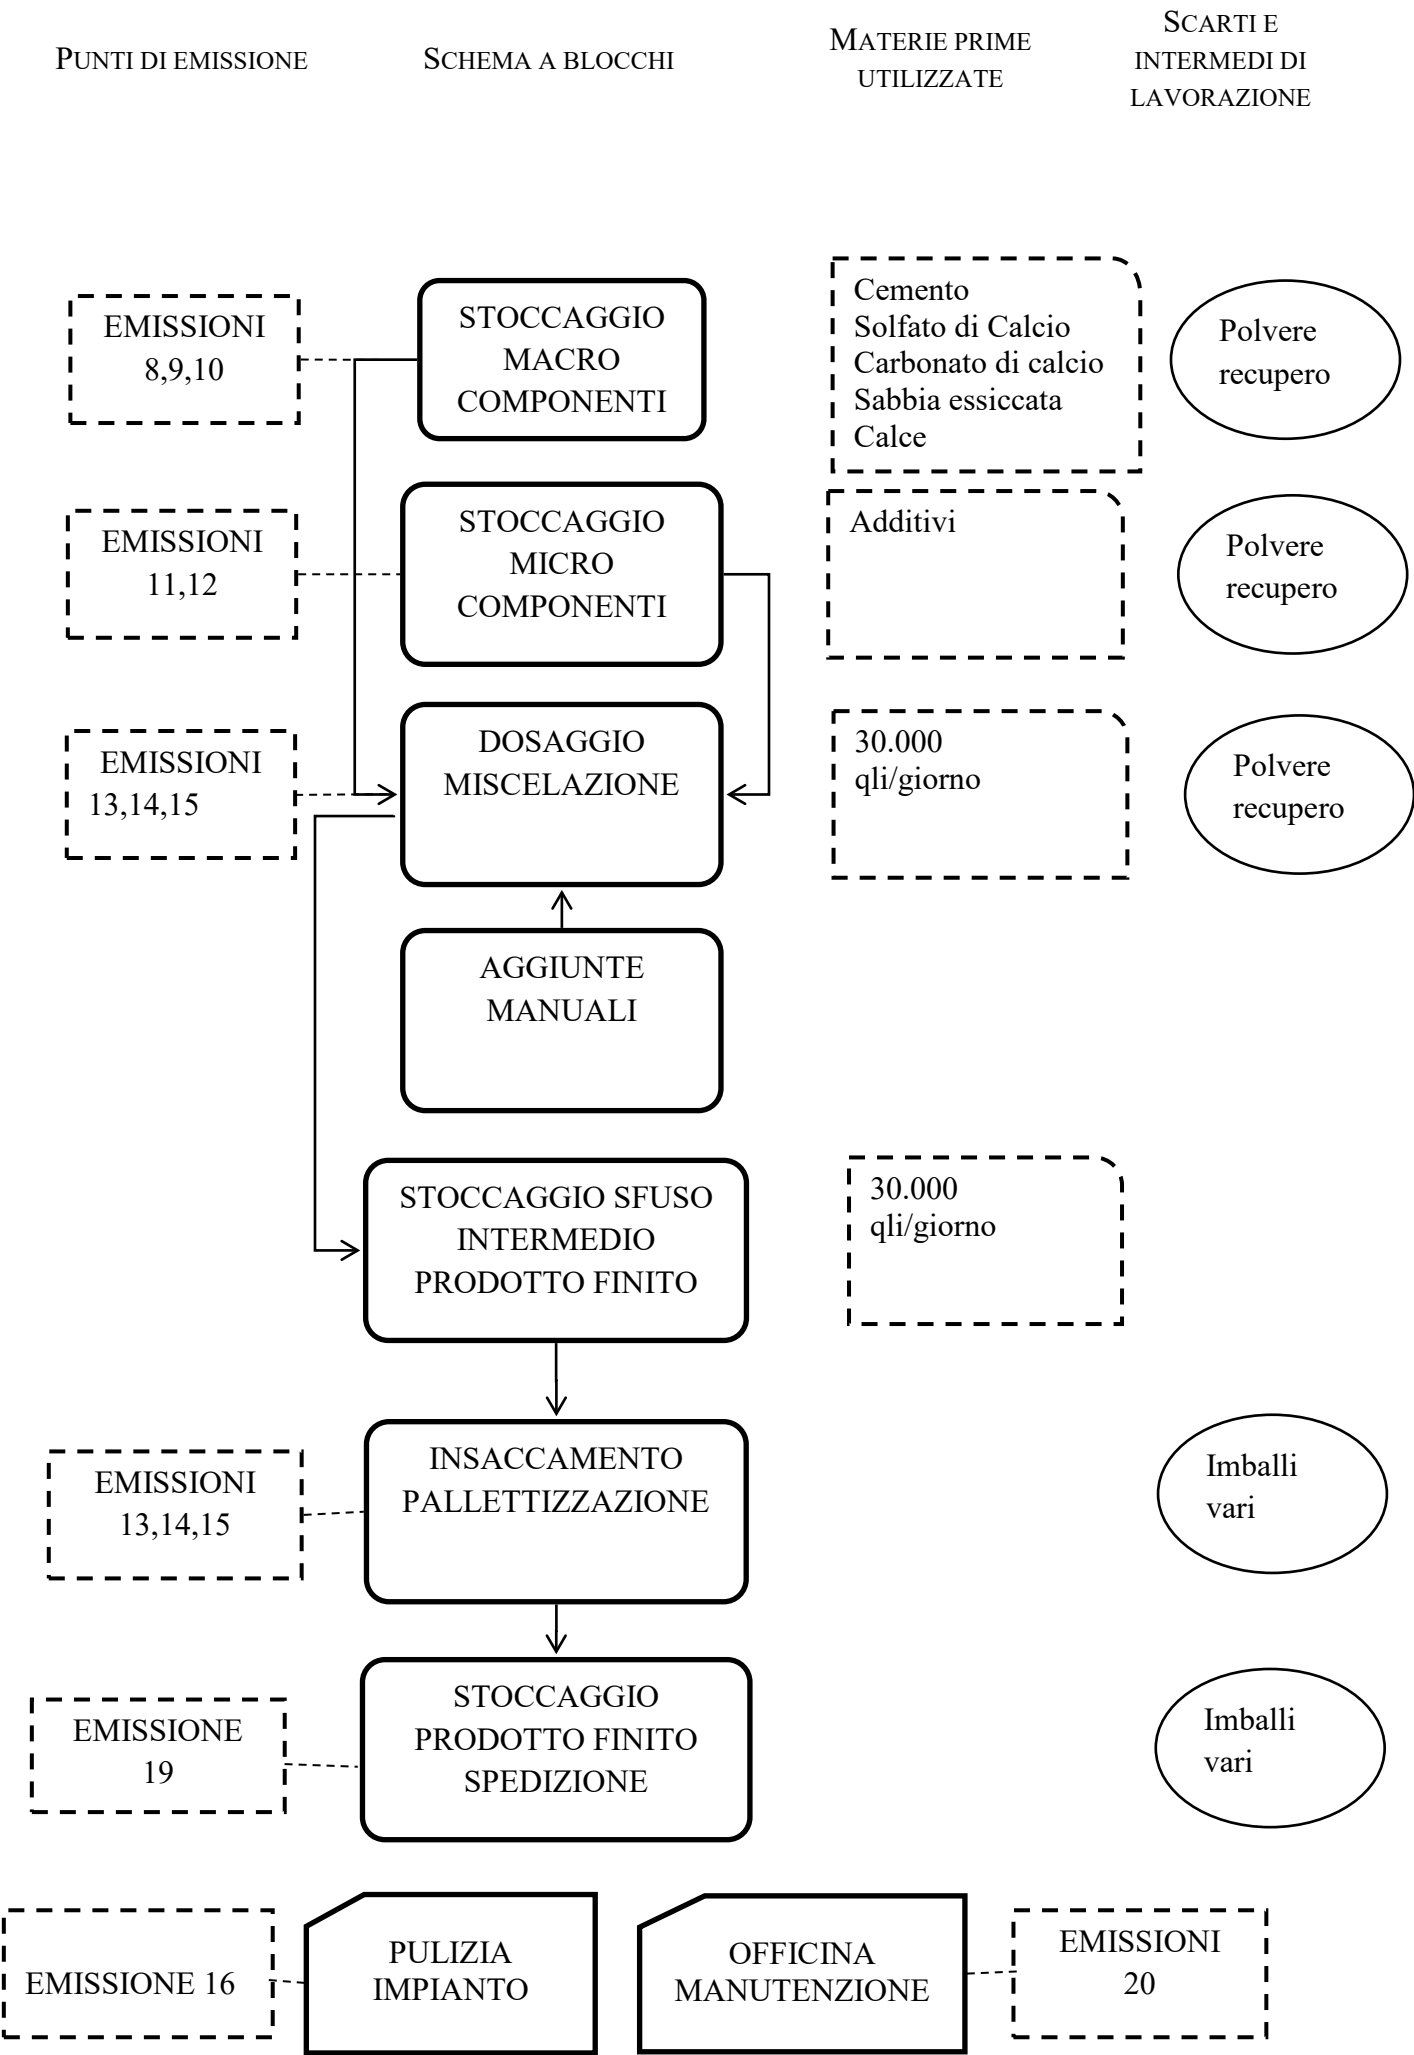 PUNTI DI EMISSIONE
SCHEMA A BLOCCHI
MATERIE PRIME
UTILIZZATE
SCARTI E
INTERMEDI DI
LAVORAZIONE
EMISSIONI
8,9,10
STOCCAGGIO
MACRO
COMPONENTI
Cemento
Solfato di Calcio
Carbonato di calcio
Sabbia essiccata
Calce
Polvere
recupero
EMISSIONI
11,12
STOCCAGGIO
MICRO
COMPONENTI
Additivi
Polvere
recupero
EMISSIONI
13,14,15
DOSAGGIO
MISCELAZIONE
30.000
qli/giorno
Polvere
recupero
AGGIUNTE
MANUALI
STOCCAGGIO SFUSO
INTERMEDIO
PRODOTTO FINITO
30.000
qli/giorno
EMISSIONI
13,14,15
INSACCAMENTO
PALLETTIZZAZIONE
Imballi
vari
EMISSIONE
19
STOCCAGGIO
PRODOTTO FINITO
SPEDIZIONE
Imballi
vari
EMISSIONE 16
PULIZIA
IMPIANTO
OFFICINA
MANUTENZIONE
EMISSIONI
20